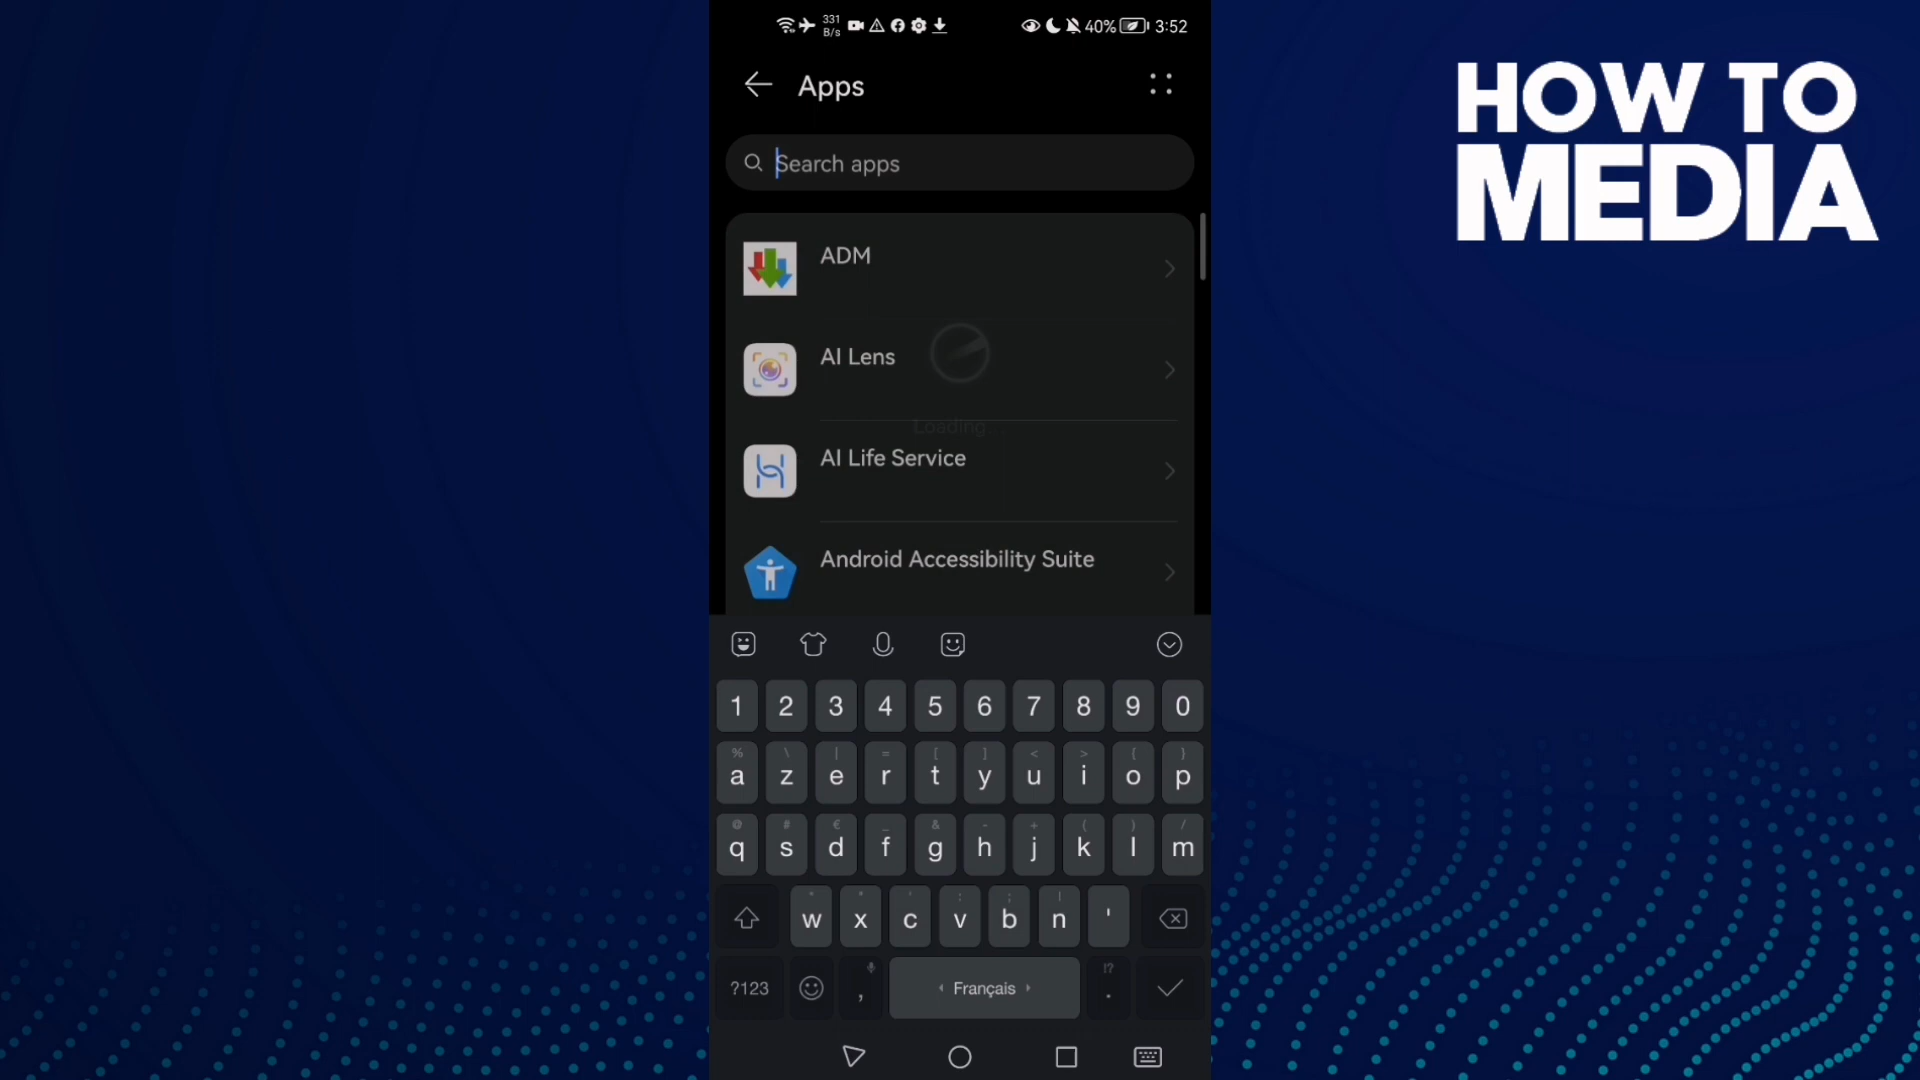 331
B/s
40%
3:52
Apps
HOW TO
MEDIA
Search apps
ADM
AI Lens
Loading
AI Life Service
Android Accessibility Suite
1 2 3 4 5 6 7 8 9 0
% \ | = [ ] < > { }
a z e r t y u i o p
@ # € _ & - + ( ) /
q s d f g h j k l m
w x c v b n '
!?
?123 , Français .